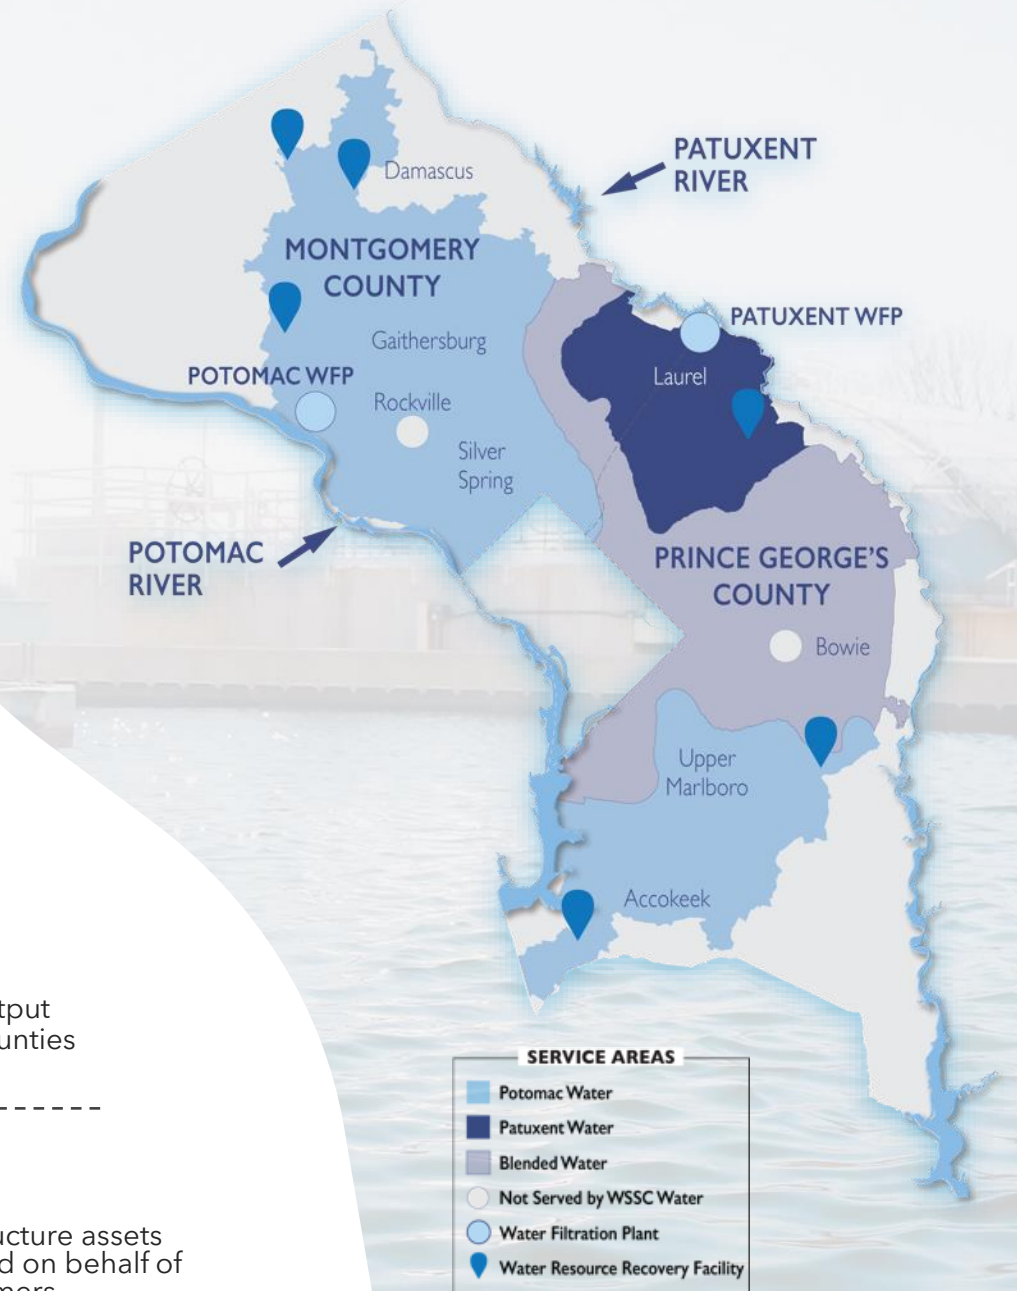 PATUXENT
RIVER
Damascus
MONTGOMERY
COUNTY
PATUXENT WFP
Gaithersburg
POTOMAC WFP
Laurel
Rockville
Silver
Spring
POTOMAC
RIVER
PRINCE GEORGE'S
COUNTY
Bowie
Upper
Marlboro
Accokeek
tput
unties
SERVICE AREAS
Potomac Water
Patuxent Water
Blended Water
Not Served by WSSC Water
Water Filtration Plant
Water Resource Recovery Facility
ucture assets
d on behalf of